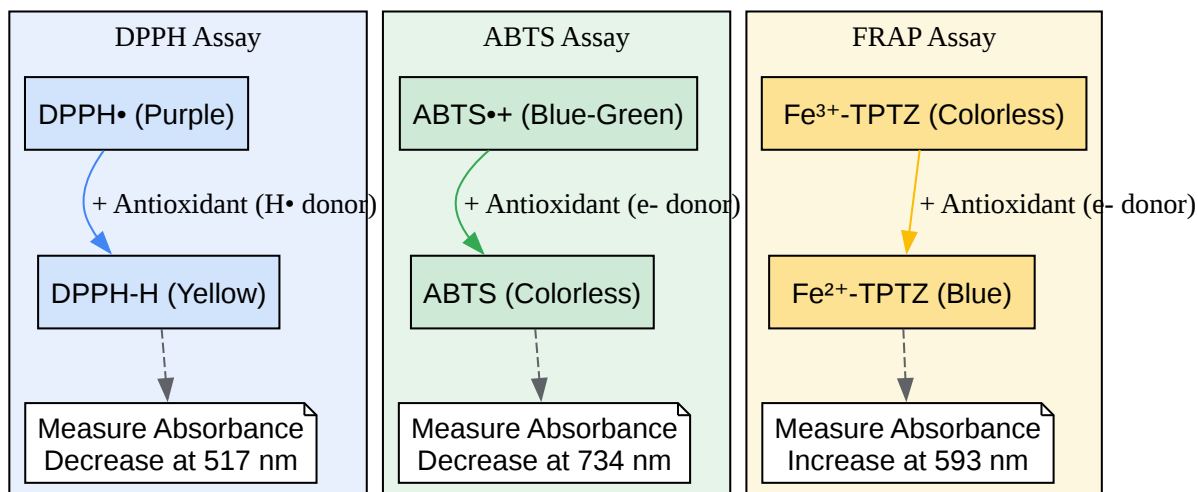 DPPH Assay
DPPH• (Purple)
+ Antioxidant (H• donor)
DPPH-H (Yellow)
Measure Absorbance
Decrease at 517 nm
ABTS Assay
ABTS•+ (Blue-Green)
+ Antioxidant (e- donor)
ABTS (Colorless)
Measure Absorbance
Decrease at 734 nm
FRAP Assay
Fe³⁺-TPTZ (Colorless)
+ Antioxidant (e- donor)
Fe²⁺-TPTZ (Blue)
Measure Absorbance
Increase at 593 nm